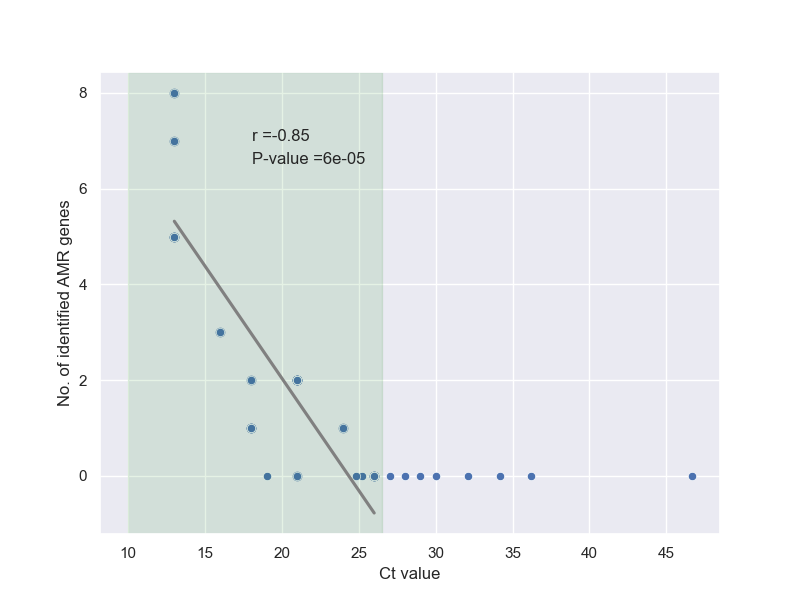 8
6
4
2
0
No. of identified AMR genes
r =-0.85
P-value =6e-05
10 15 20 25 30 35 40 45
Ct value